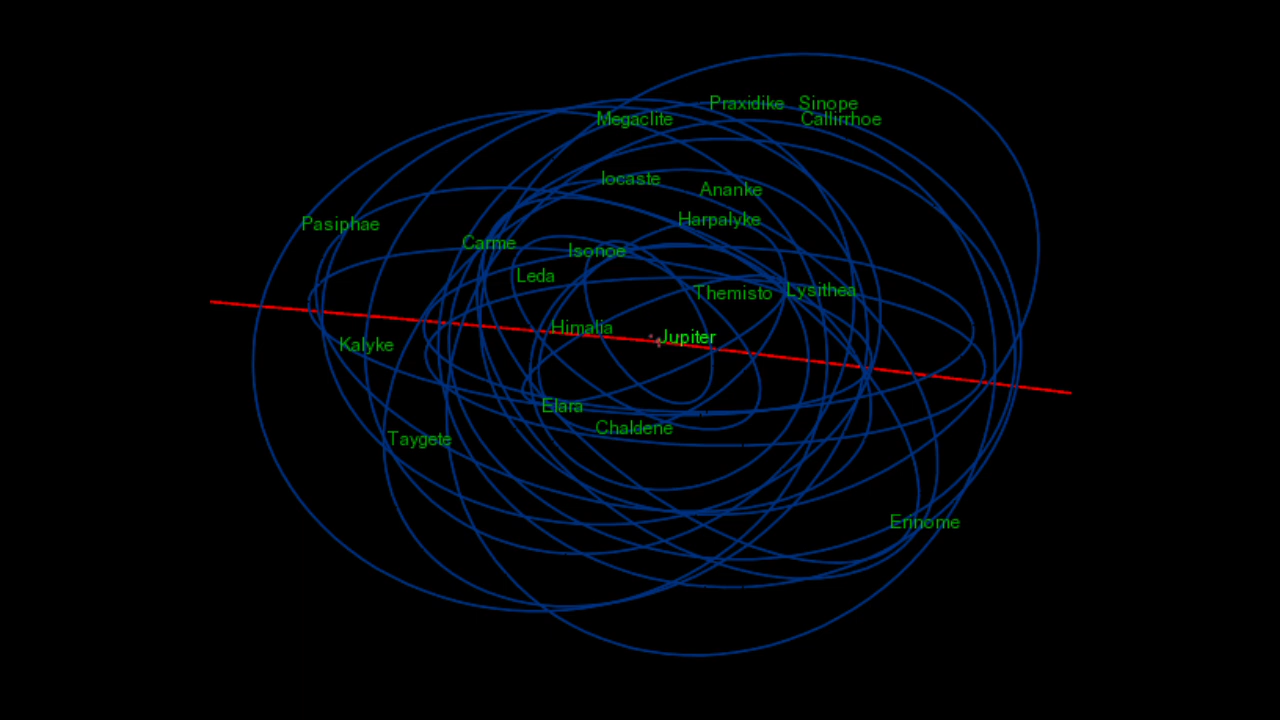 Praxidike
Sinope
Megaclite
Callirrhoe
Iocaste
Ananke
Harpalyke
Pasiphae
Carme
Isonoe
Leda
Themisto
Lysithea
Himalia
Jupiter
Kalyke
Elara
Chaldene
Taygete
Erinome